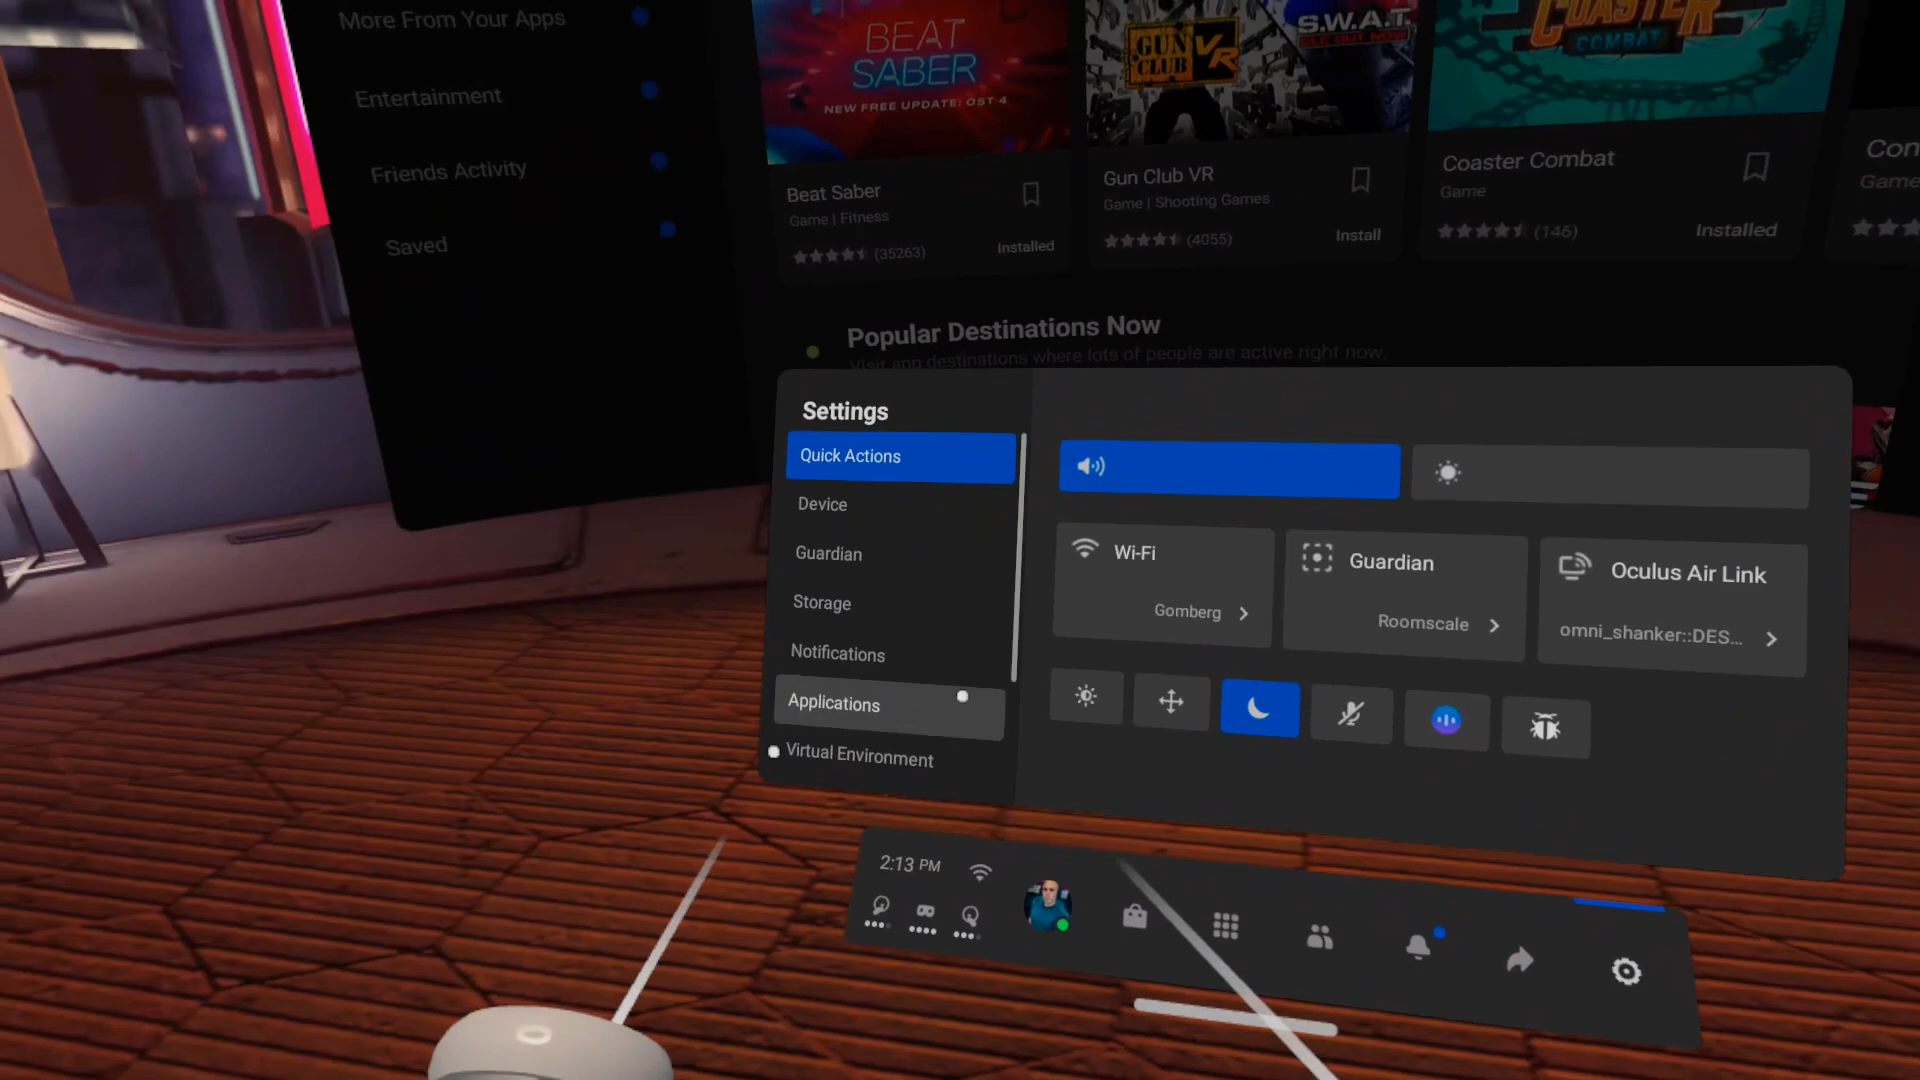 More From Your Apps
Entertainment
Friends Activity
Saved
BEAT
SABER
NEW FREE UPDATE: OST 4
Beat Saber
Game | Fitness
(35263)
Installed
GUN
CLUB VR
S.W.A.T.
DLC OUT NOW
Gun Club VR
Game | Shooting Games
(4055)
Install
COASTER
COMBAT
Coaster Combat
Game
(146)
Installed
Con
Game
Popular Destinations Now
Visit app destinations where lots of people are active right now.
Settings
Quick Actions
Device
Guardian
Storage
Notifications
Applications
Virtual Environment
Wi-Fi
Gomberg
Guardian
Roomscale
Oculus Air Link
omni_shanker::DES...
2:13 PM